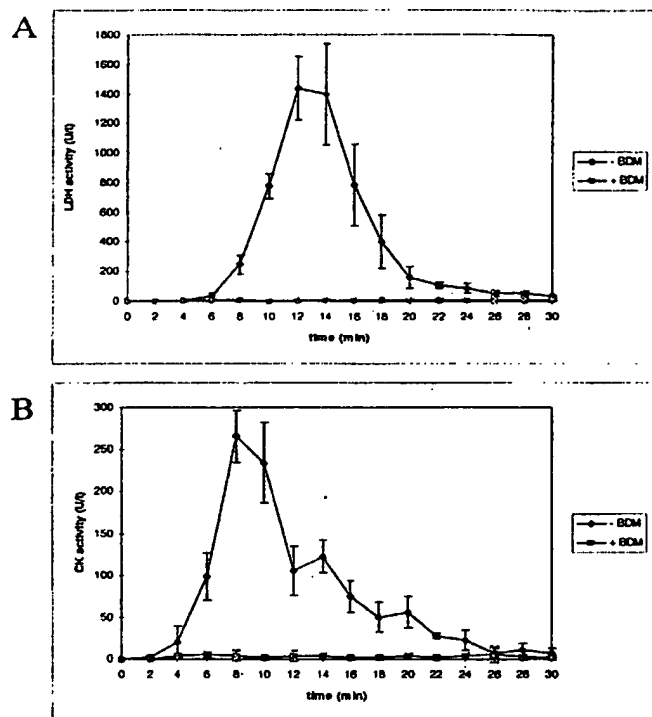 A
LDH activity (U/l)
1800
1600
1400
1200
1000
800
600
400
200
0
0 2 4 6 8 10 12 14 16 18 20 22 24 26 28 30
time (min)
- BDM
+ BDM
B
CK activity (U/l)
300
250
200
150
100
50
0
0 2 4 6 8 10 12 14 16 18 20 22 24 26 28 30
time (min)
- BDM
+ BDM